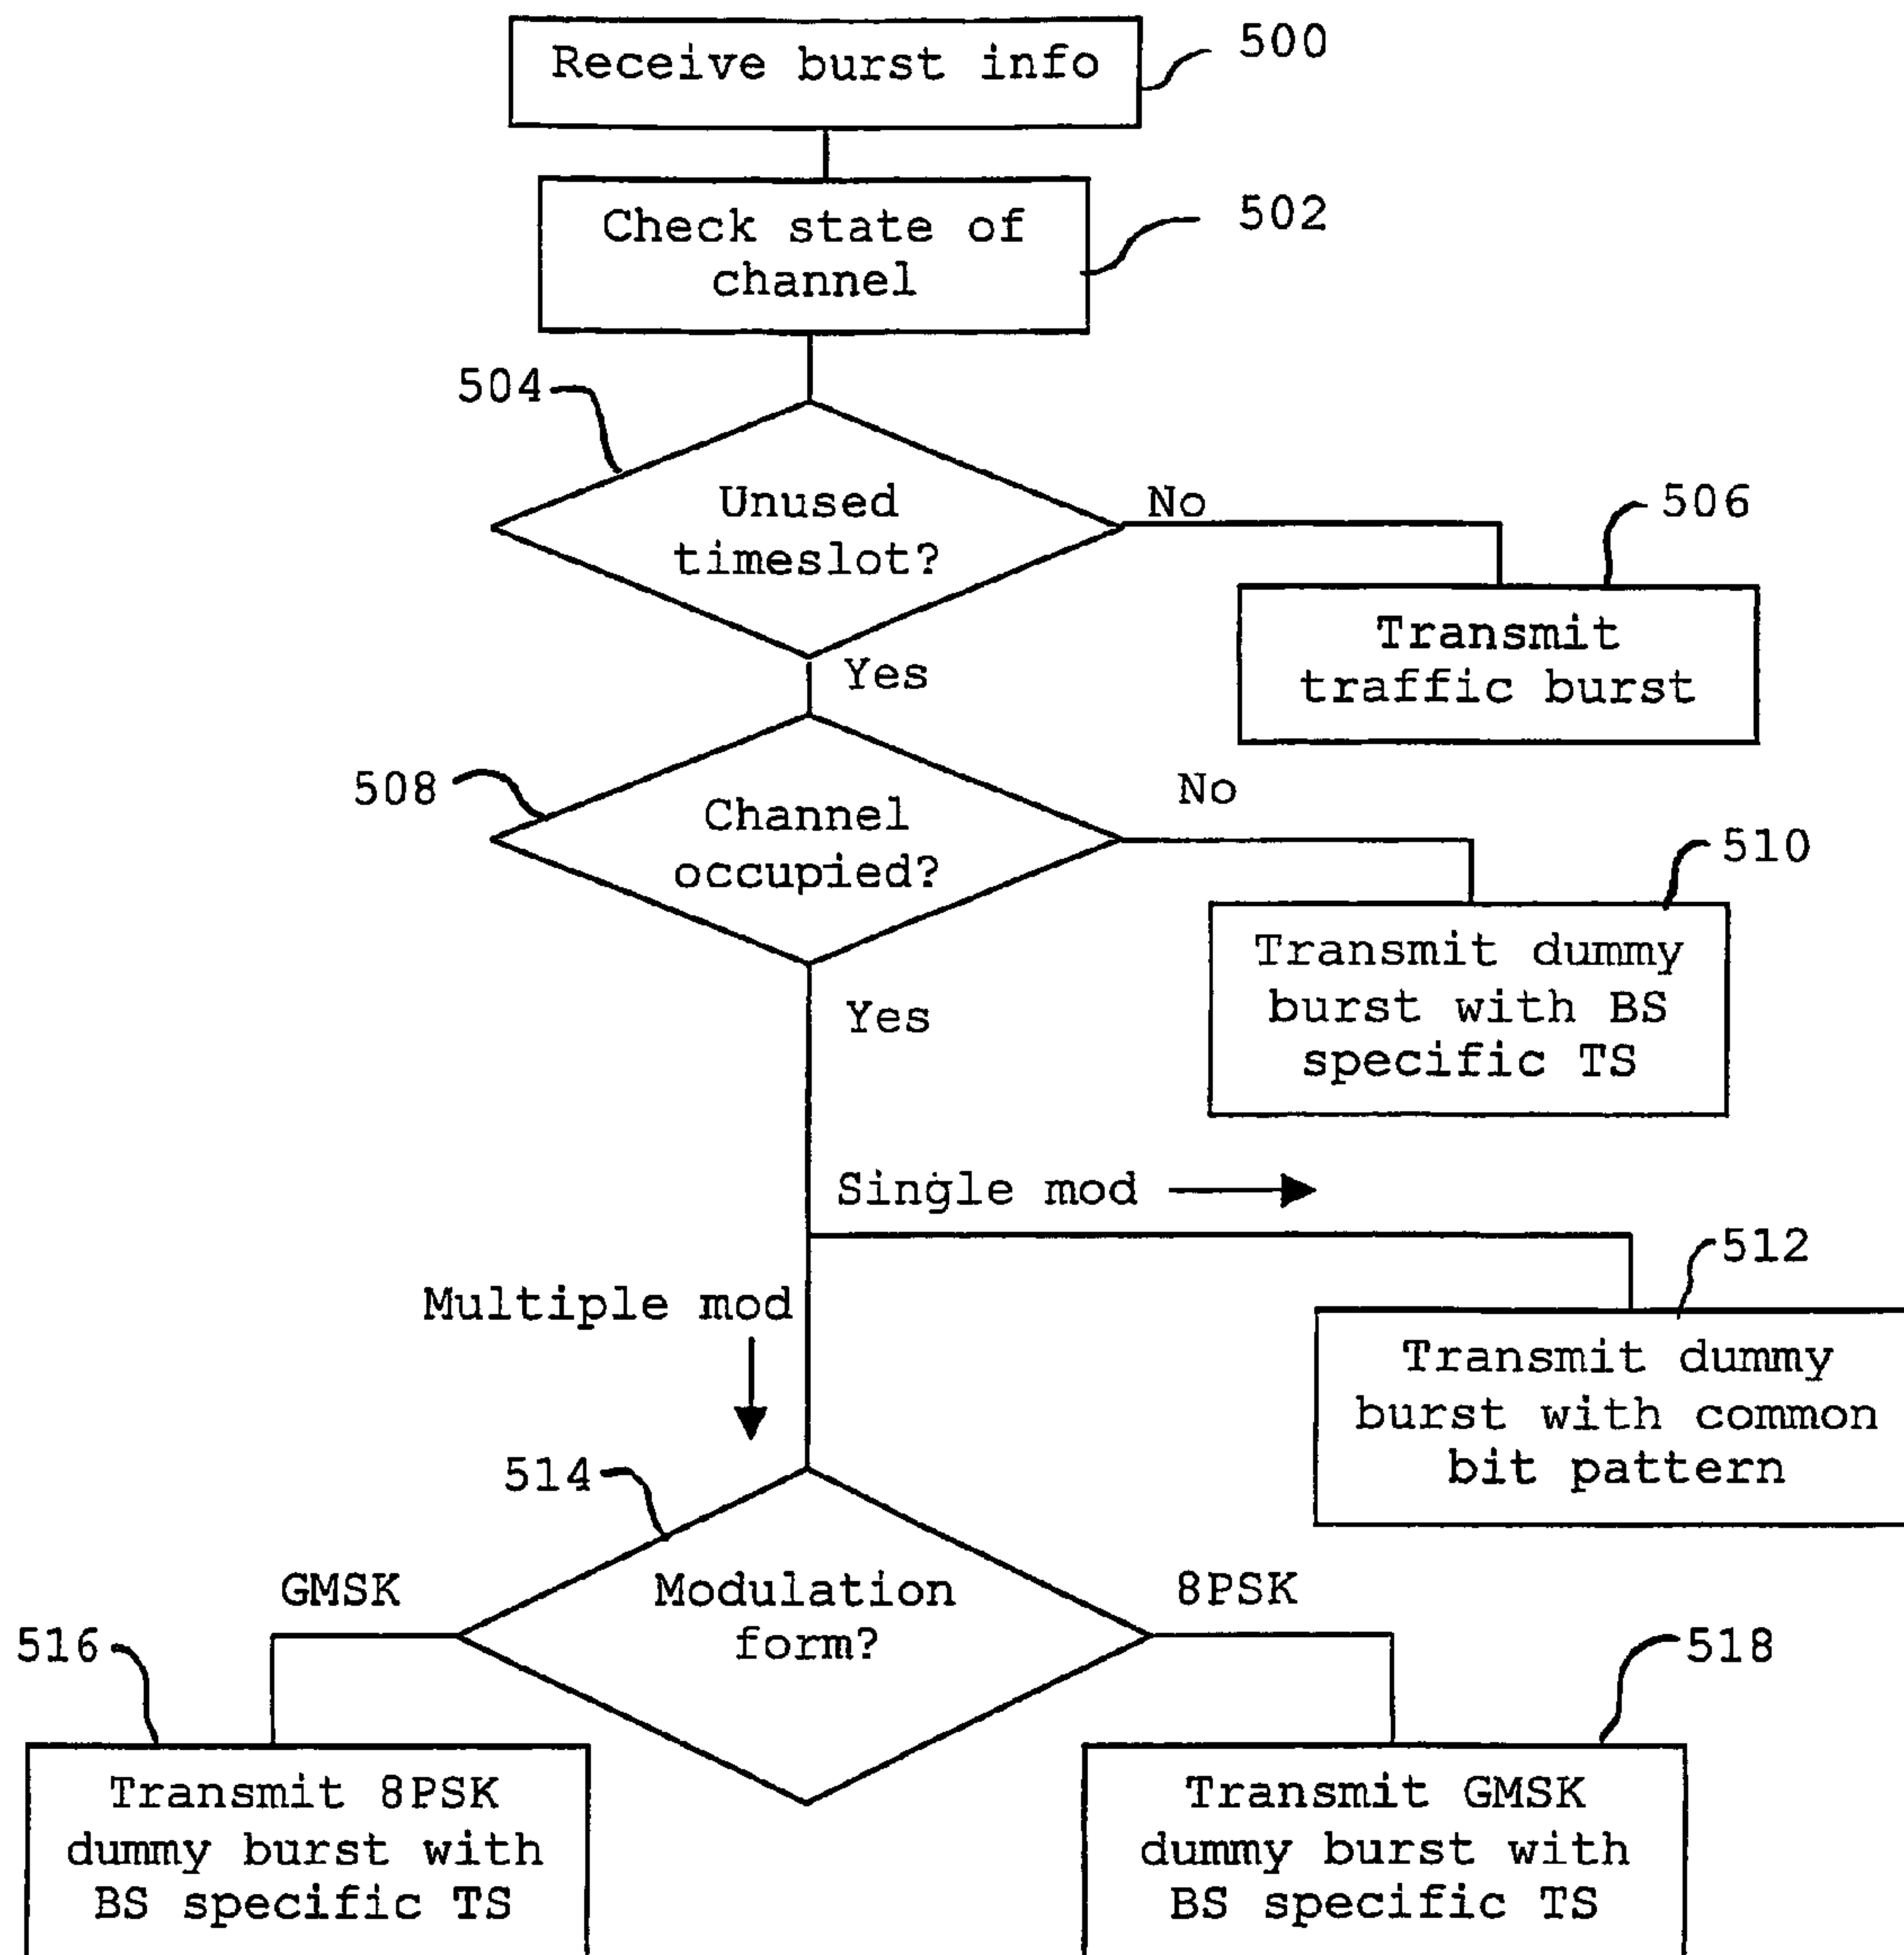 Receive burst info
500
Check state of
channel
502
504
Unused
timeslot?
No
506
Transmit
traffic burst
Yes
508
Channel
occupied?
No
510
Transmit dummy
burst with BS
specific TS
Yes
Single mod
512
Multiple mod
Transmit dummy
burst with common
bit pattern
514
Modulation
form?
GMSK
8PSK
516
518
Transmit 8PSK
dummy burst with
BS specific TS
Transmit GMSK
dummy burst with
BS specific TS